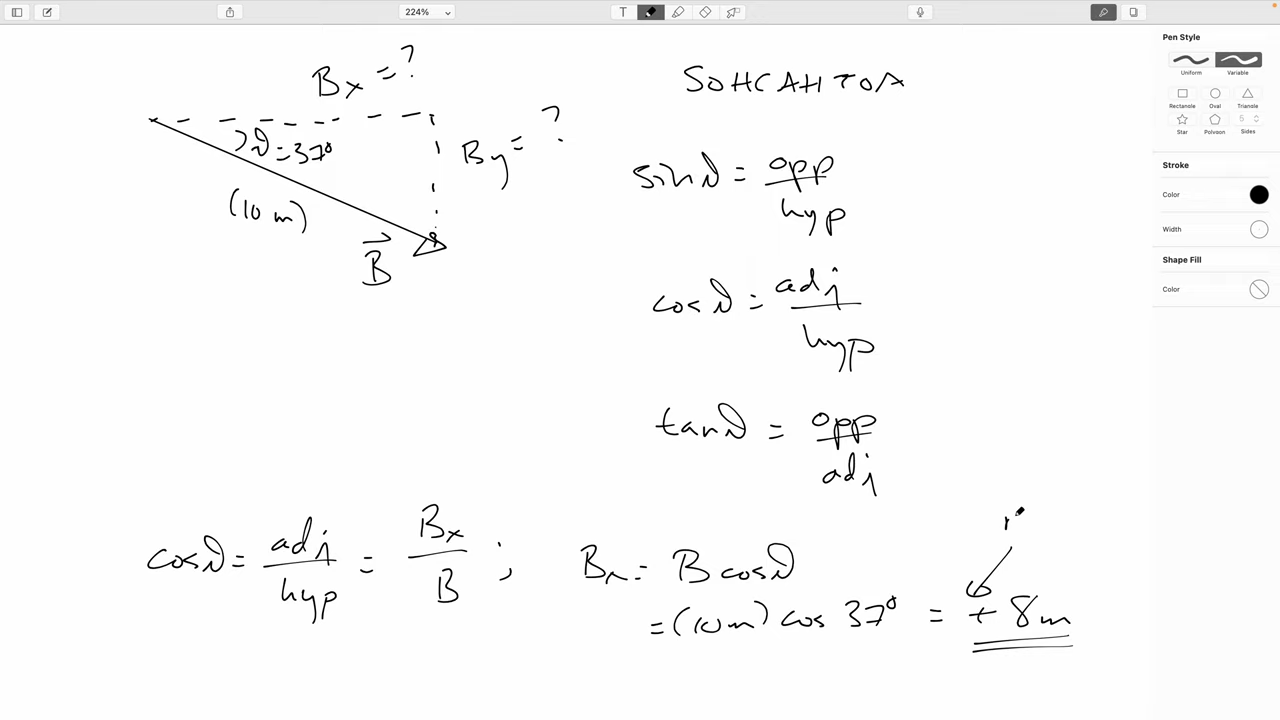 224%
T
Bx = ?
θ = 37°
By = ?
(10 m)
B
SOHCAHTOA
sinθ = opp/hyp
cosθ = adj/hyp
tanθ = opp/adj
cosθ = adj/hyp = Bx/B ; Bx = B cosθ
= (10m) cos 37° = + 8m
Pen Style
Uniform Variable
Rectangle Oval Triangle
Star Polygon 5 Sides
Stroke
Color
Width
Shape Fill
Color